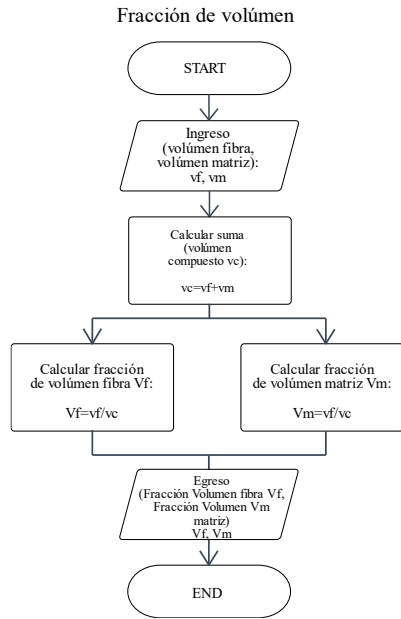 Fracción de volúmen
START
Ingreso
(volúmen fibra,
volúmen matriz):
vf, vm
Calcular suma
(volúmen
compuesto vc):
vc=vf+vm
Calcular fracción
de volúmen fibra Vf:
Vf=vf/vc
Calcular fracción
de volúmen matriz Vm:
Vm=vf/vc
Egreso
(Fracción Volumen fibra Vf,
Fracción Volumen Vm
matriz)
Vf, Vm
END